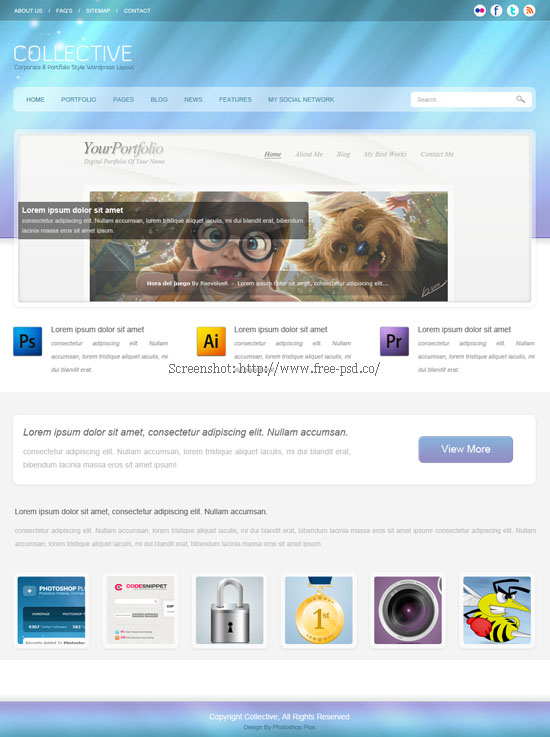 ABOUT US / FAQ'S / SITEMAP / CONTACT
COLLECTIVE
Corporate & Portfolio Style Wordpress Layout
HOME PORTFOLIO PAGES BLOG NEWS FEATURES MY SOCIAL NETWORK Search...
YourPortfolio
Digital Portfolio Of Your Name
Home About Me Blog My Best Works Contact Me
Lorem ipsum dolor sit amet
consectetur adipiscing elit. Nullam accumsan, lorem tristique aliquet iaculis, mi dui blandit bibendum,
lacinia massa eros sit amet ipsum.
Hora del juego By Reevolver - Lorem ipsum dolor sit amet, consectetur adipiscing elit...
Ps
Lorem ipsum dolor sit amet
consectetur adipiscing elit. Nullam
accumsan, lorem tristique aliquet iaculis, mi
dui blandit erat.
Ai
Lorem ipsum dolor sit amet
consectetur adipiscing elit. Nullam
accumsan, lorem tristique aliquet iaculis, mi
Pr
Lorem ipsum dolor sit amet
consectetur adipiscing elit. Nullam
accumsan, lorem tristique aliquet iaculis, mi
dui blandit erat.
Screenshot: http://www.free-psd.co/
Lorem ipsum dolor sit amet, consectetur adipiscing elit. Nullam accumsan.
consectetur adipiscing elit. Nullam accumsan, lorem tristique aliquet iaculis, mi dui blandit erat,
bibendum lacinia massa eros sit amet ipsum!
View More
Lorem ipsum dolor sit amet, consectetur adipiscing elit. Nullam accumsan.
consectetur adipiscing elit. Nullam accumsan, lorem tristique aliquet iaculis, mi dui blandit erat, bibendum lacinia massa eros sit amet ipsum! consectetur adipiscing elit. Nullam
accumsan, lorem tristique aliquet iaculis, mi dui blandit erat, bibendum lacinia massa eros sit amet ipsum.
PHOTOSHOP PL
HOME PHOTOSHOP
4307 Twitter Followers 582
Recently Added To Photoshop
CODESNIPPET
1st
Copyright Collective, All Rights Reserved
Design By Photoshop Plus